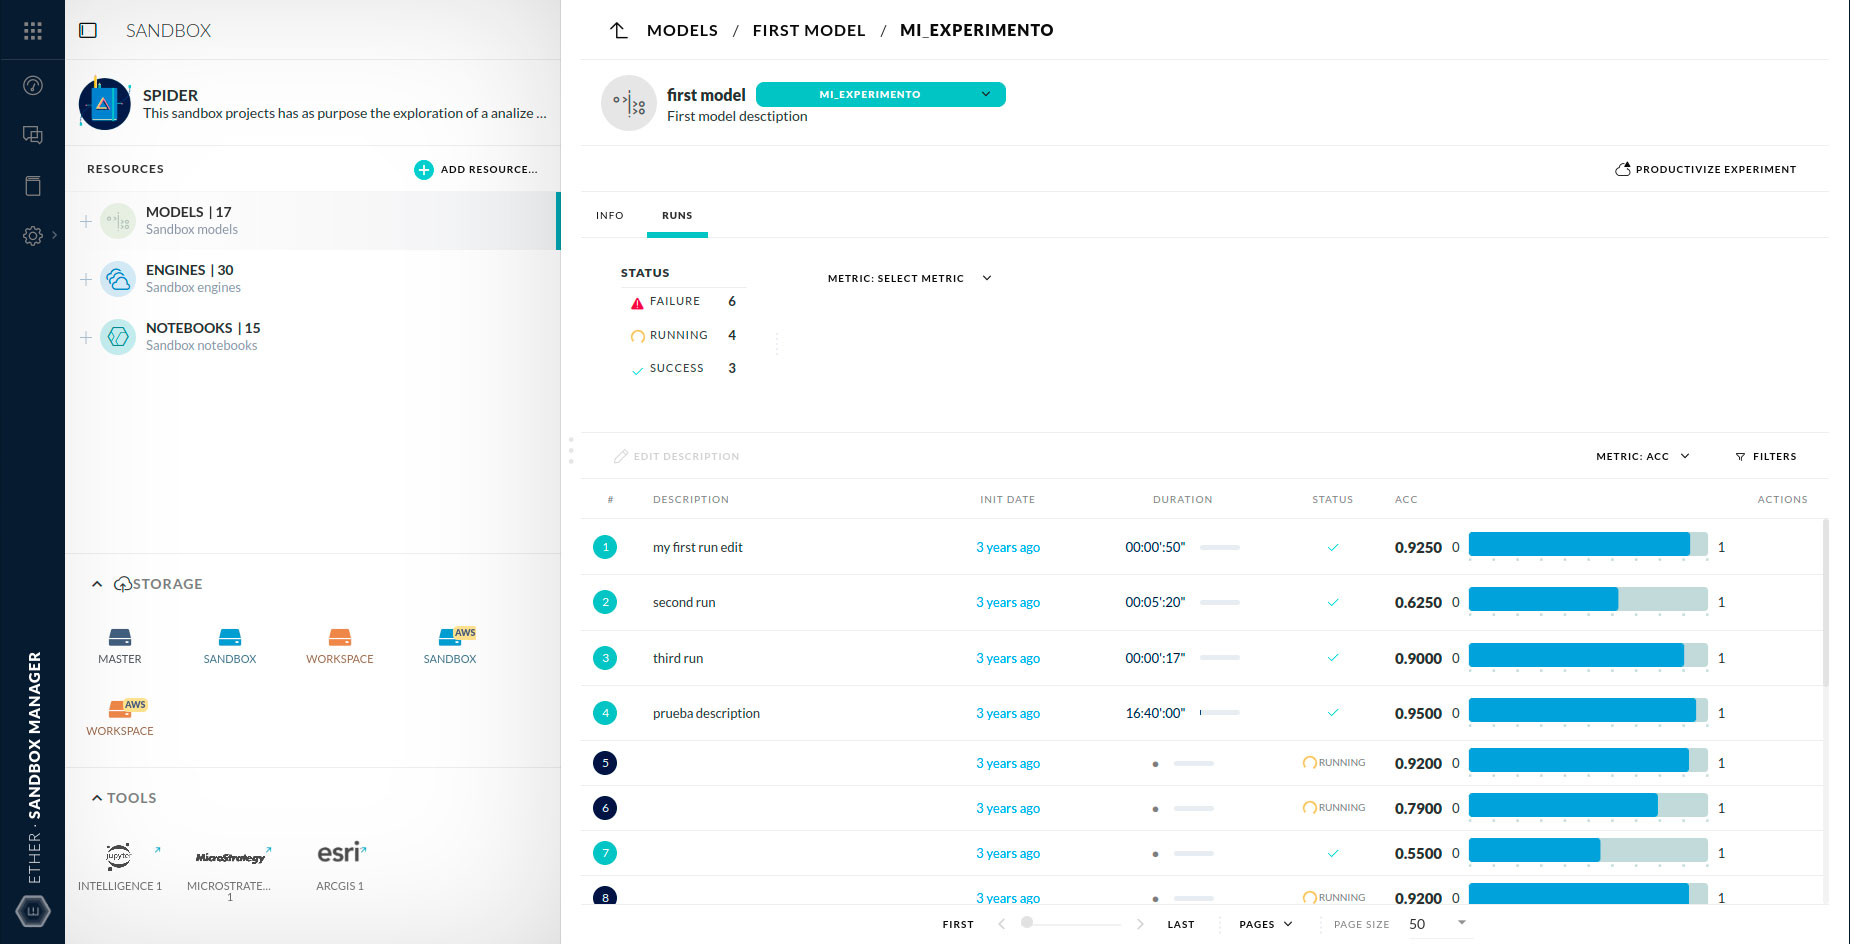 SANDBOX
SPIDER
This sandbox projects has as purpose the exploration of a analize ...
RESOURCES
ADD RESOURCE...
MODELS | 17
Sandbox models
ENGINES | 30
Sandbox engines
NOTEBOOKS | 15
Sandbox notebooks
STORAGE
MASTER
SANDBOX
WORKSPACE
AWS
SANDBOX
AWS
WORKSPACE
TOOLS
jupyter
INTELLIGENCE 1
MicroStrategy
MICROSTRATE...
1
esri
ARCGIS 1
ETHER · SANDBOX MANAGER
MODELS / FIRST MODEL / MI_EXPERIMENTO
first model MI_EXPERIMENTO
First model desctiption
PRODUCTIVIZE EXPERIMENT
INFO RUNS
STATUS
FAILURE 6
RUNNING 4
SUCCESS 3
METRIC: SELECT METRIC
EDIT DESCRIPTION METRIC: ACC FILTERS
# DESCRIPTION INIT DATE DURATION STATUS ACC ACTIONS
1 my first run edit 3 years ago 00:00':50" 0.9250 0 1
2 second run 3 years ago 00:05':20" 0.6250 0 1
3 third run 3 years ago 00:00':17" 0.9000 0 1
4 prueba description 3 years ago 16:40':00" 0.9500 0 1
5 3 years ago • RUNNING 0.9200 0 1
6 3 years ago • RUNNING 0.7900 0 1
7 3 years ago • 0.5500 0 1
8 3 years ago • RUNNING 0.9200 0 1
FIRST LAST PAGES PAGE SIZE 50